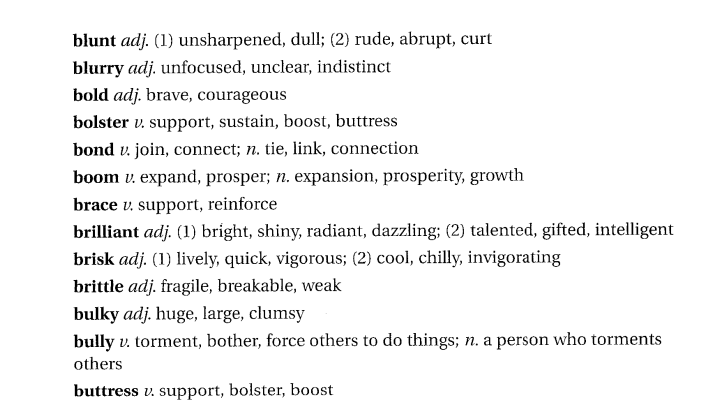 blunt adj. (1) unsharpened, dull; (2) rude, abrupt, curt
blurry adj. unfocused, unclear, indistinct
bold adj. brave, courageous
bolster v. support, sustain, boost, buttress
bond v. join, connect; n. tie, link, connection
boom v. expand, prosper; n. expansion, prosperity, growth
brace v. support, reinforce
brilliant adj. (1) bright, shiny, radiant, dazzling; (2) talented, gifted, intelligent
brisk adj. (1) lively, quick, vigorous; (2) cool, chilly, invigorating
brittle adj. fragile, breakable, weak
bulky adj. huge, large, clumsy
bully v. torment, bother, force others to do things; n. a person who torments
others
buttress v. support, bolster, boost